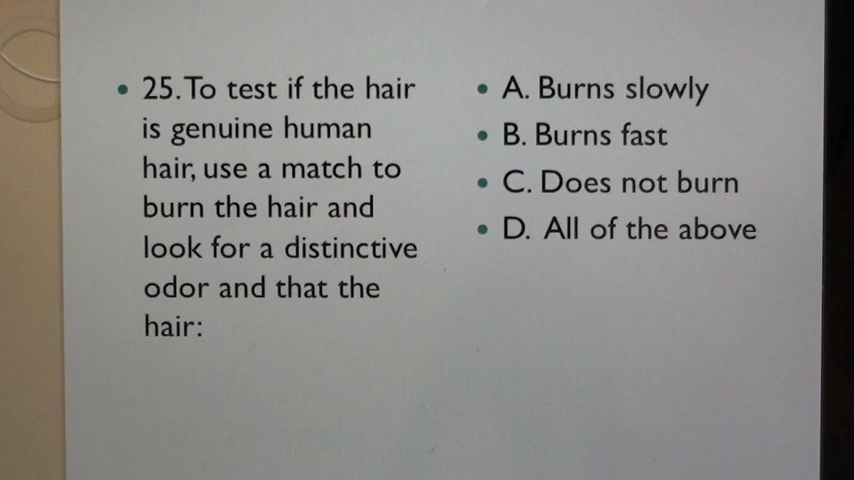 25. To test if the hair
is genuine human
hair, use a match to
burn the hair and
look for a distinctive
odor and that the
hair:
A. Burns slowly
B. Burns fast
C. Does not burn
D. All of the above